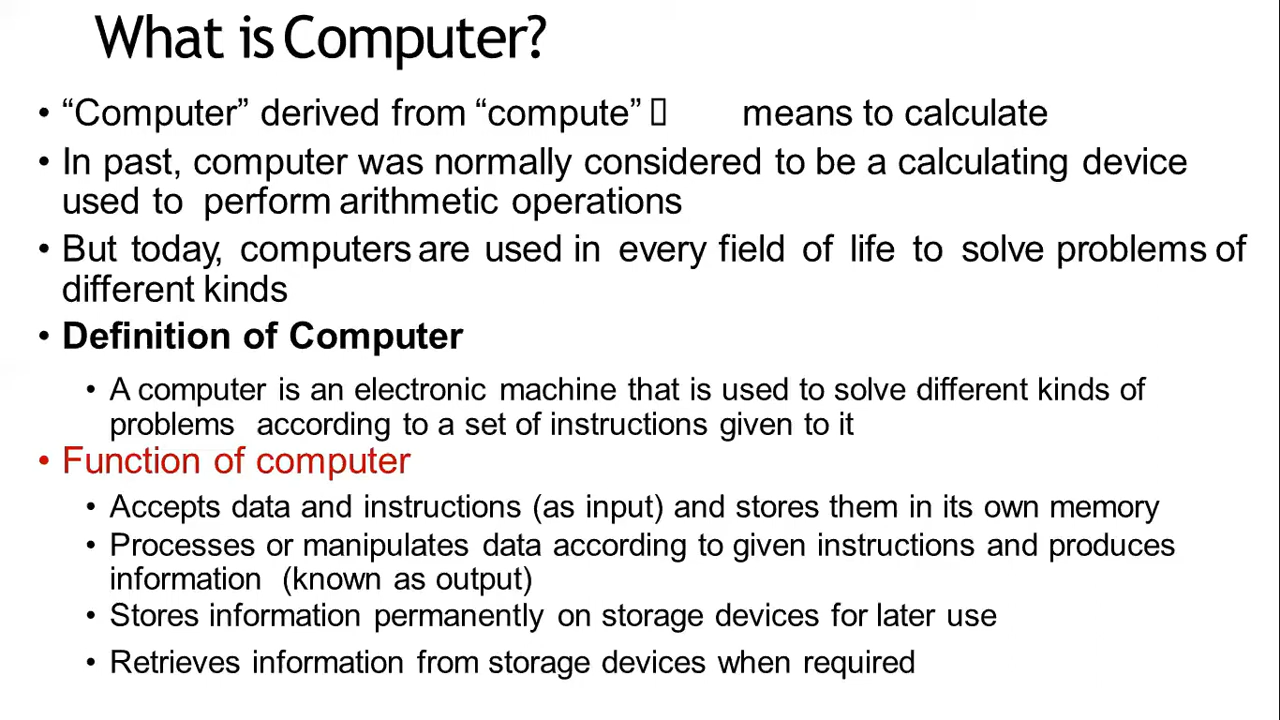 What is Computer?
• “Computer” derived from “compute” means to calculate
• In past, computer was normally considered to be a calculating device
used to perform arithmetic operations
• But today, computers are used in every field of life to solve problems of
different kinds
• Definition of Computer
• A computer is an electronic machine that is used to solve different kinds of
problems according to a set of instructions given to it
• Function of computer
• Accepts data and instructions (as input) and stores them in its own memory
• Processes or manipulates data according to given instructions and produces
information (known as output)
• Stores information permanently on storage devices for later use
• Retrieves information from storage devices when required